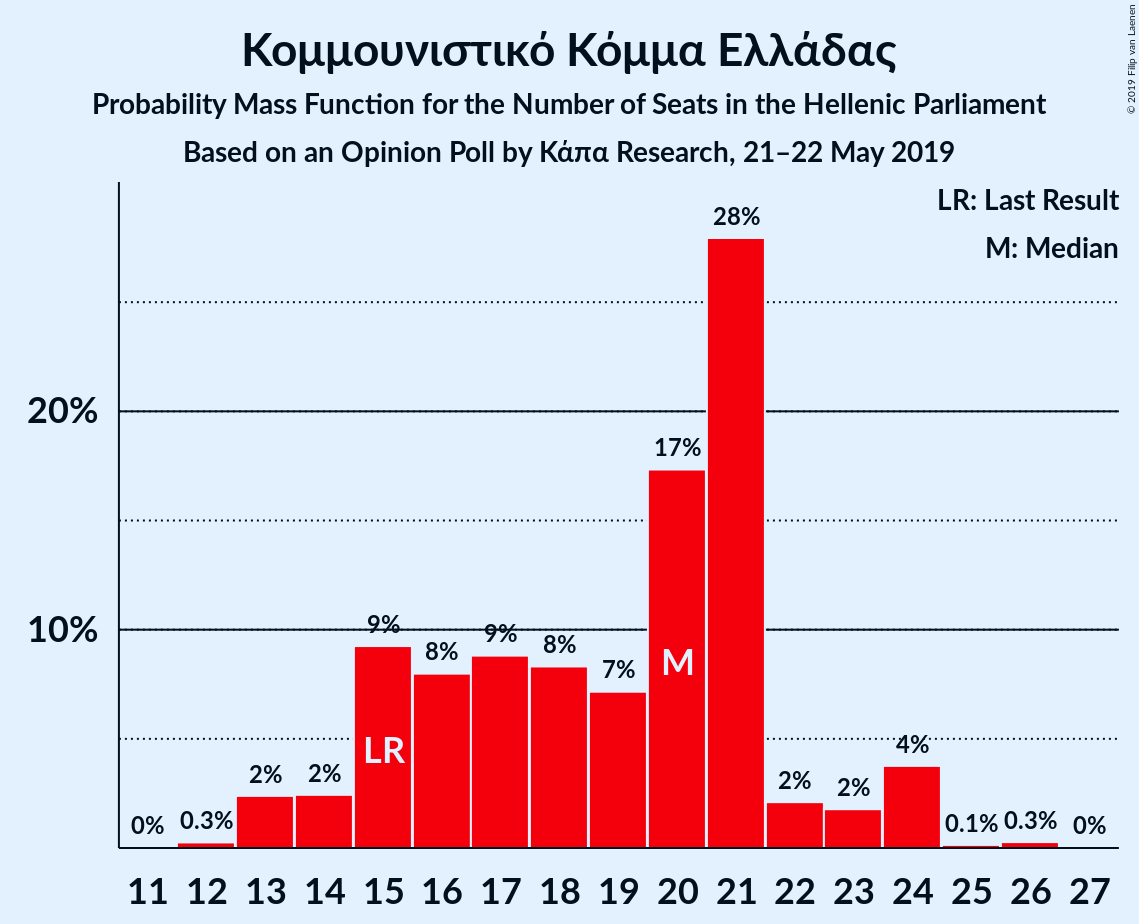 Κομμουνιστικό Κόμμα Ελλάδας
Probability Mass Function for the Number of Seats in the Hellenic Parliament
Based on an Opinion Poll by Κάπα Research, 21–22 May 2019
© 2019 Filip van Laenen
LR: Last Result
M: Median
28%
20%
17%
10%
9%
8%
9%
8%
7%
M
LR
4%
2%
2%
2%
2%
0%
0.3%
0.1%
0.3%
0%
11 12 13 14 15 16 17 18 19 20 21 22 23 24 25 26 27